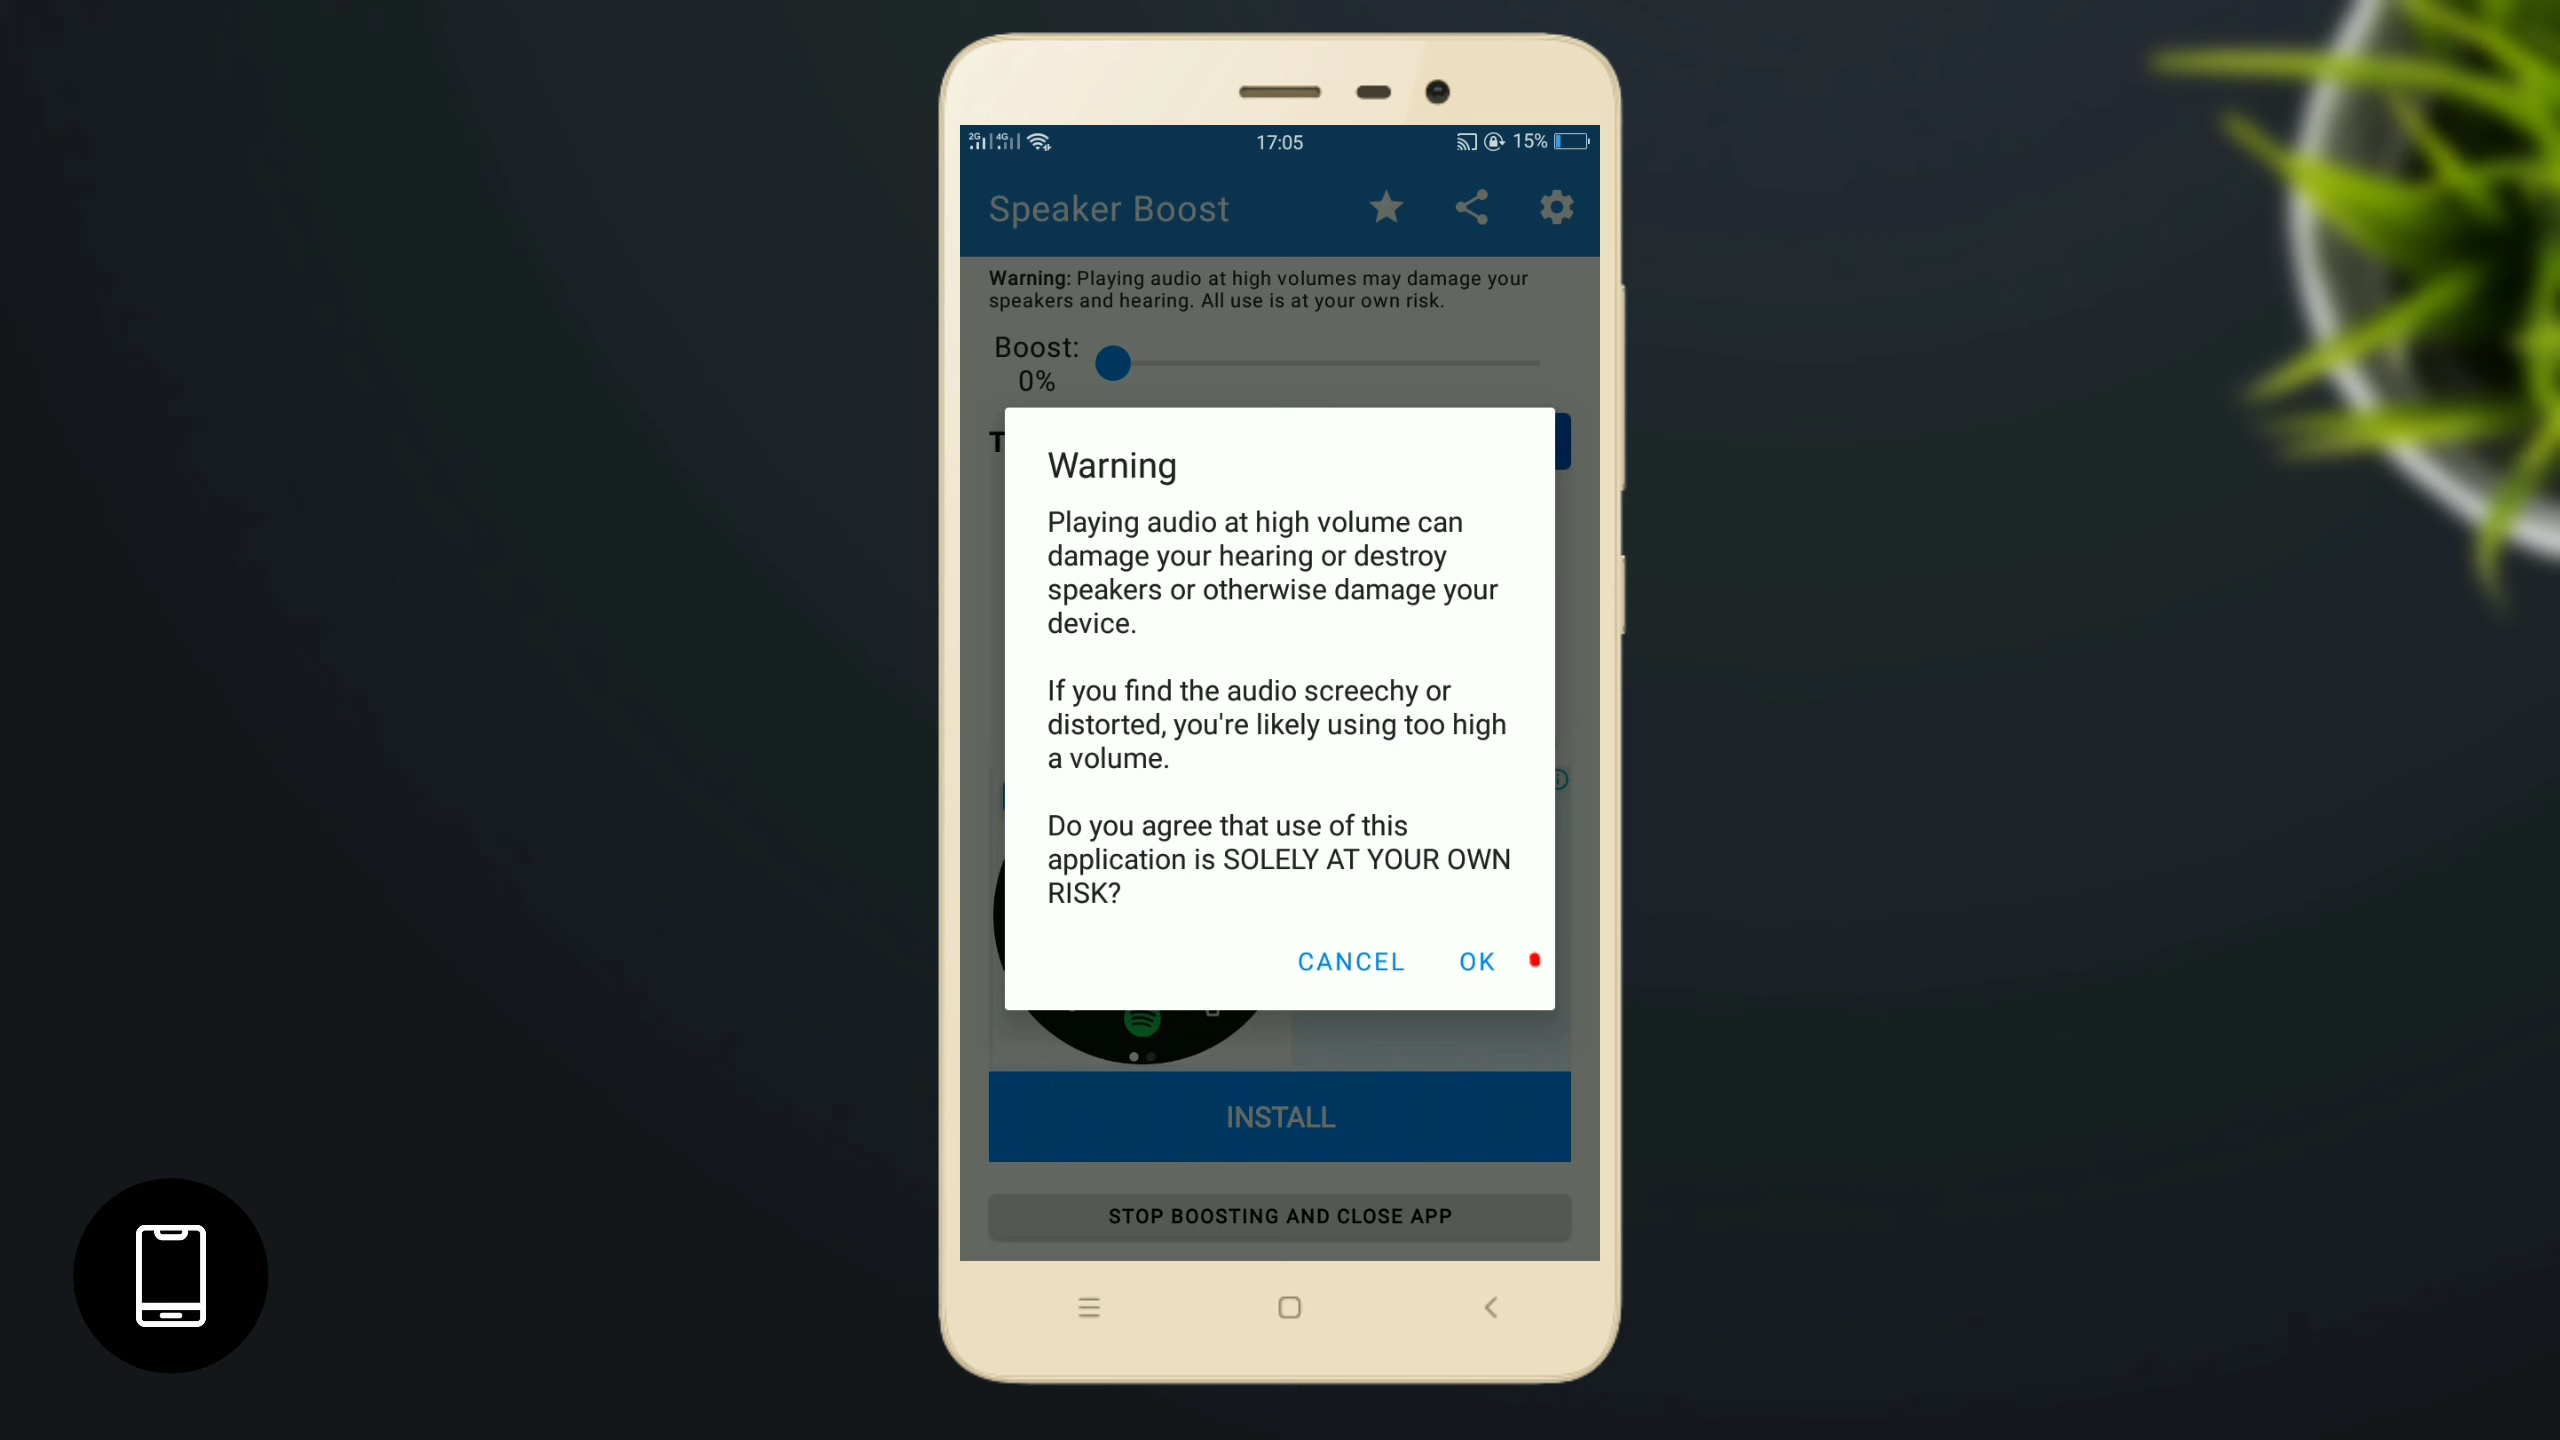 2G 4G 17:05 15%
Speaker Boost
Warning: Playing audio at high volumes may damage your
speakers and hearing. All use is at your own risk.
Boost:
0%
T
Warning
Playing audio at high volume can
damage your hearing or destroy
speakers or otherwise damage your
device.
If you find the audio screechy or
distorted, you're likely using too high
a volume.
Do you agree that use of this
application is SOLELY AT YOUR OWN
RISK?
CANCEL OK
INSTALL
STOP BOOSTING AND CLOSE APP